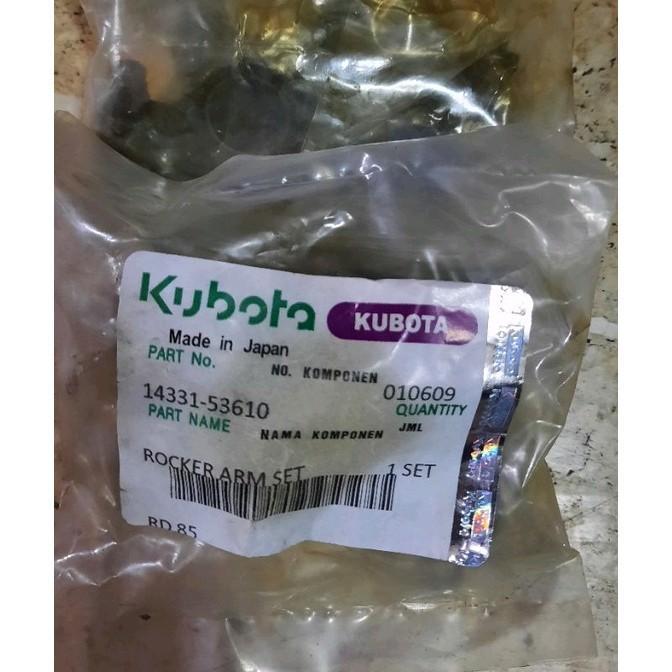 Kubota KUBOTA
Made in Japan
PART No. NO. KOMPONEN
14331-53610 010609
PART NAME NAMA KOMPONEN QUANTITY JML
ROCKER ARM SET 1 SET
RD 85